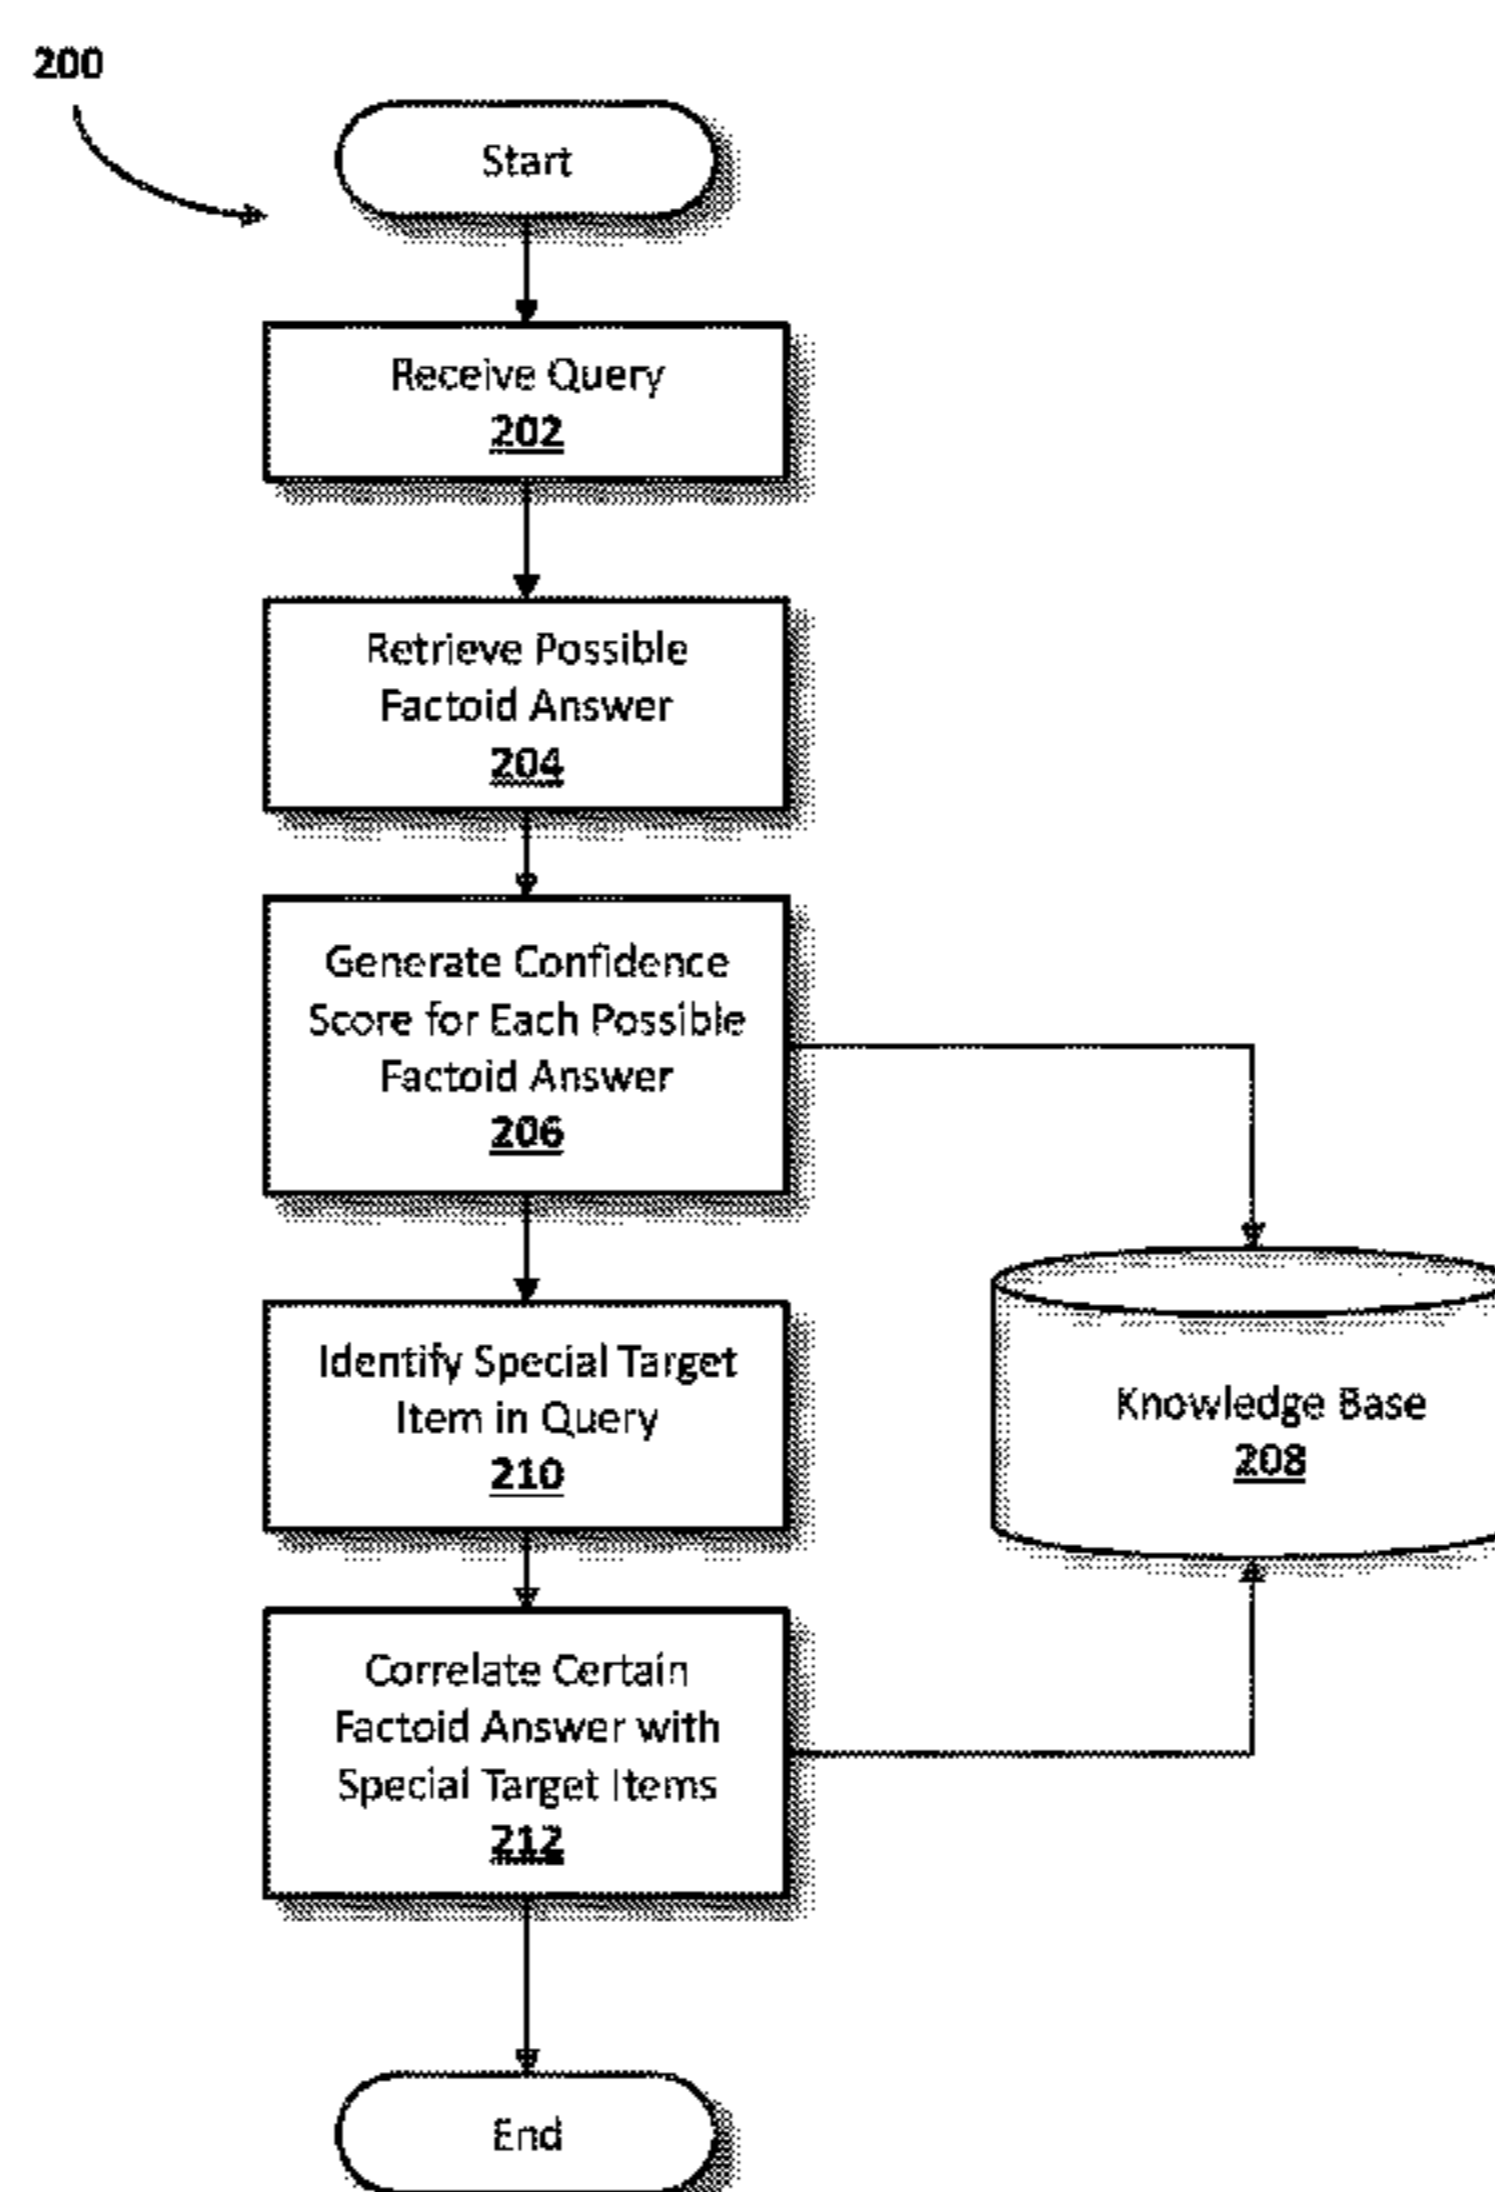 200
Start
Receive Query
202
Retrieve Possible
Factoid Answer
204
Generate Confidence
Score for Each Possible
Factoid Answer
206
Identify Special Target
Item in Query
210
Knowledge Base
208
Correlate Certain
Factoid Answer with
Special Target Items
212
End